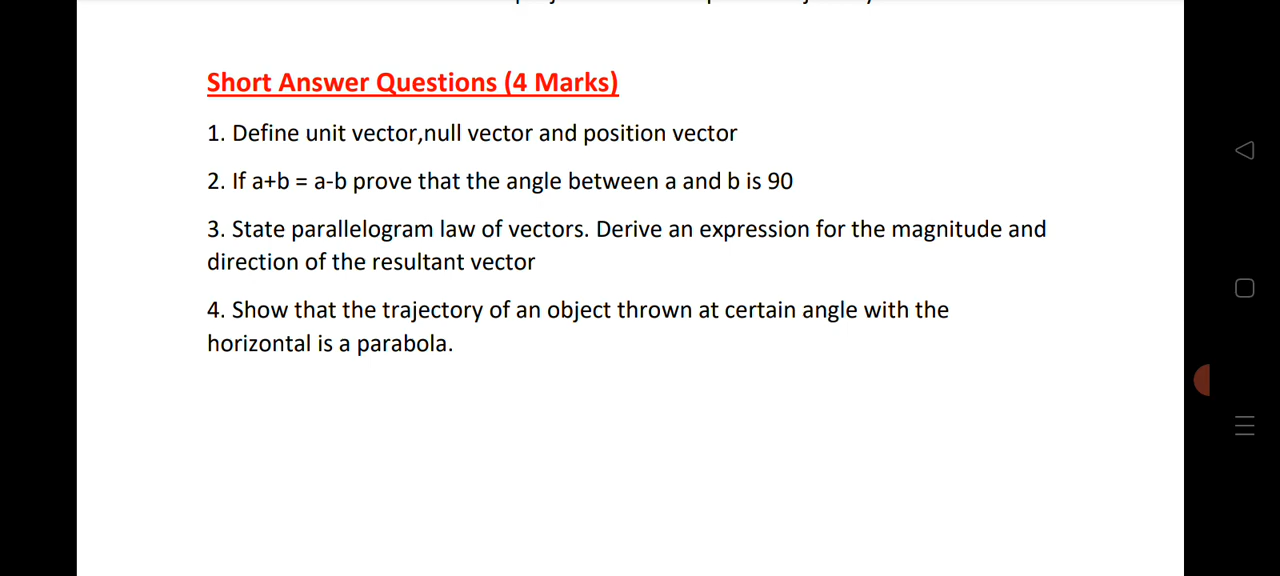 Short Answer Questions (4 Marks)
1. Define unit vector,null vector and position vector
2. If a+b = a-b prove that the angle between a and b is 90
3. State parallelogram law of vectors. Derive an expression for the magnitude and
direction of the resultant vector
4. Show that the trajectory of an object thrown at certain angle with the
horizontal is a parabola.